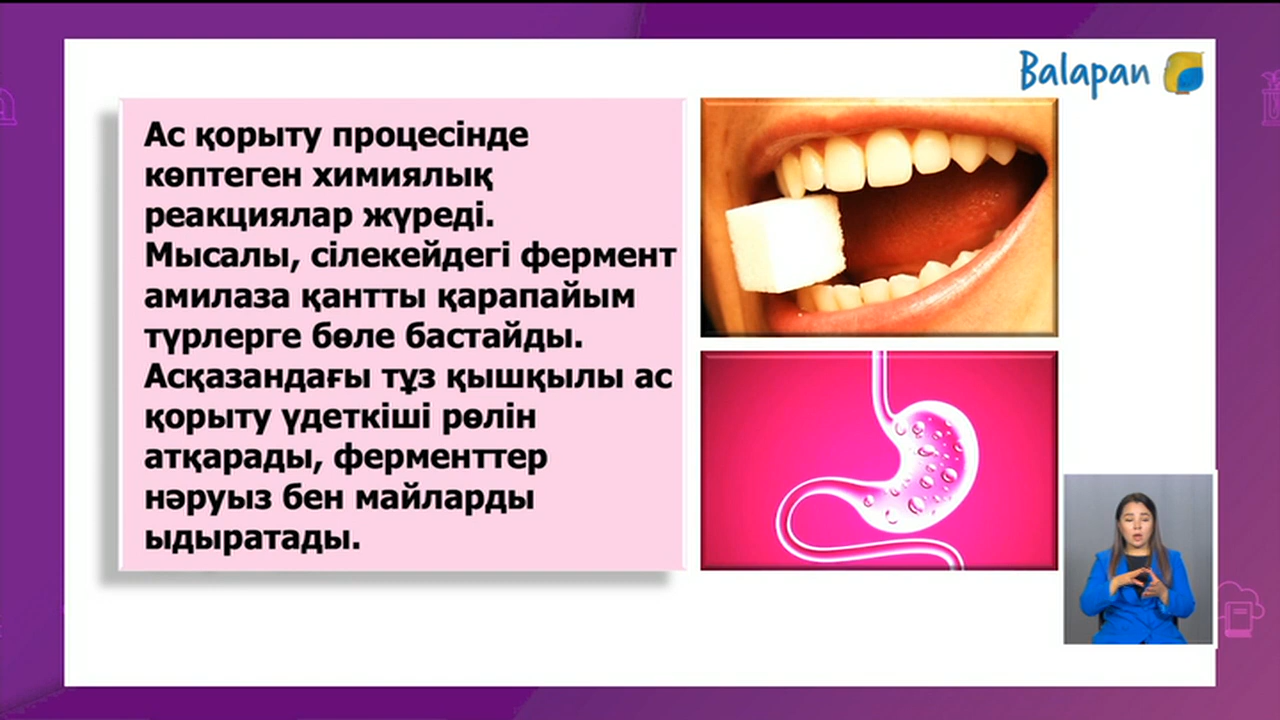 Balapan
Ас қорыту процесінде
көптеген химиялық
реакциялар жүреді.
Мысалы, сілекейдегі фермент
амилаза қантты қарапайым
түрлерге бөле бастайды.
Асқазандағы тұз қышқылы ас
қорыту үдеткіші рөлін
атқарады, ферменттер
нәруыз бен майларды
ыдыратады.